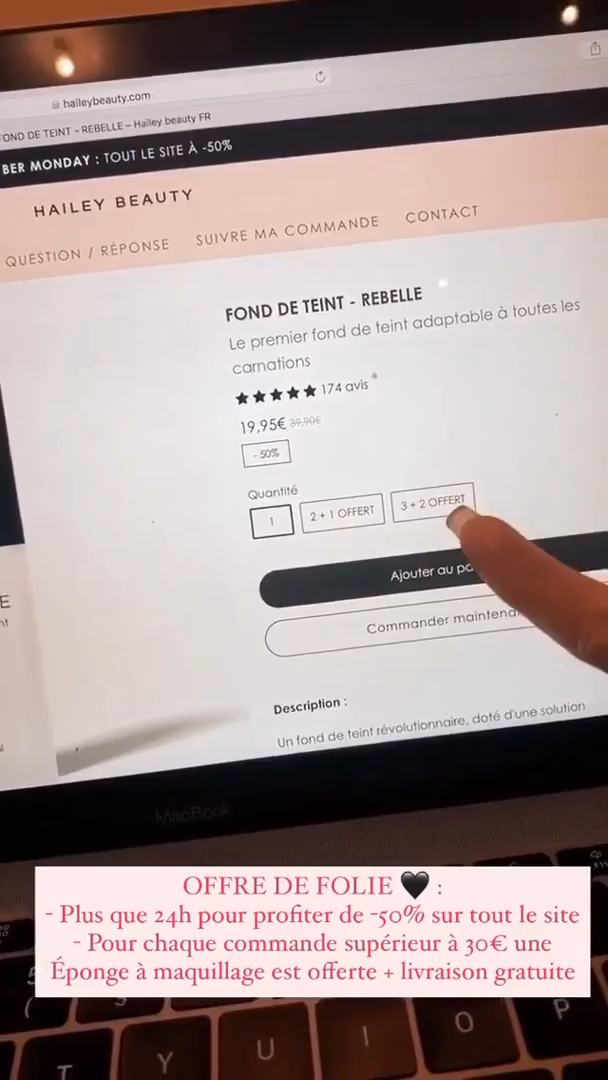 haileybeauty.com
FOND DE TEINT - REBELLE – Hailey beauty FR
BER MONDAY : TOUT LE SITE À -50%
HAILEY BEAUTY
QUESTION / RÉPONSE SUIVRE MA COMMANDE CONTACT
FOND DE TEINT - REBELLE
Le premier fond de teint adaptable à toutes les
carnations
★★★★★ 174 avis
19,95€ 39,90€
- 50%
Quantité
1 2 + 1 OFFERT 3 + 2 OFFERT
Ajouter au pa
Commander maintena
Description :
Un fond de teint révolutionnaire, doté d'une solution
MacBook
OFFRE DE FOLIE 🖤 :
- Plus que 24h pour profiter de -50% sur tout le site
- Pour chaque commande supérieur à 30€ une
Éponge à maquillage est offerte + livraison gratuite
T Y U I O P